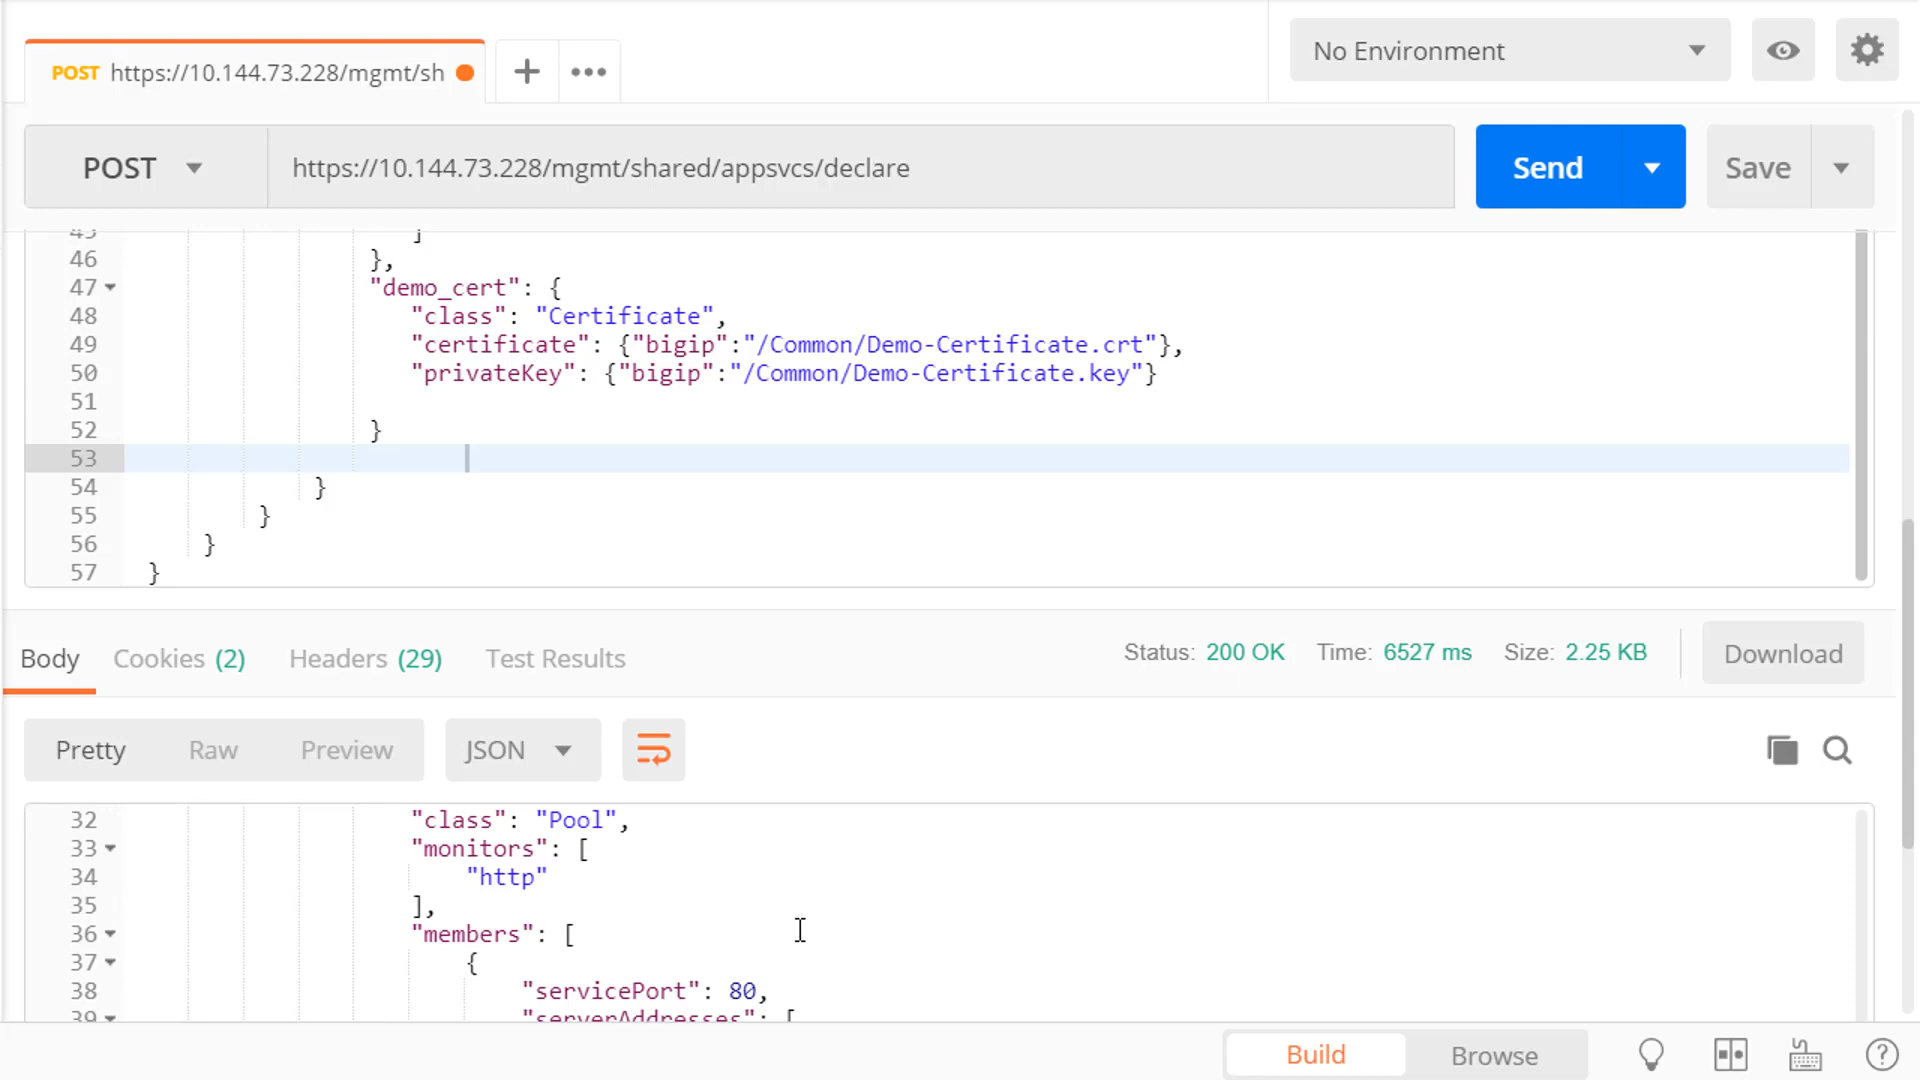 POST https://10.144.73.228/mgmt/sh
No Environment
POST https://10.144.73.228/mgmt/shared/appsvcs/declare
Send
Save
45 ]
46 },
47 "demo_cert": {
48 "class": "Certificate",
49 "certificate": {"bigip":"/Common/Demo-Certificate.crt"},
50 "privateKey": {"bigip":"/Common/Demo-Certificate.key"}
51
52 }
53
54 }
55 }
56 }
57 }
Body Cookies (2) Headers (29) Test Results
Status: 200 OK Time: 6527 ms Size: 2.25 KB
Download
Pretty Raw Preview JSON
32 "class": "Pool",
33 "monitors": [
34 "http"
35 ],
36 "members": [
37 {
38 "servicePort": 80,
39 "serverAddresses": [
Build Browse